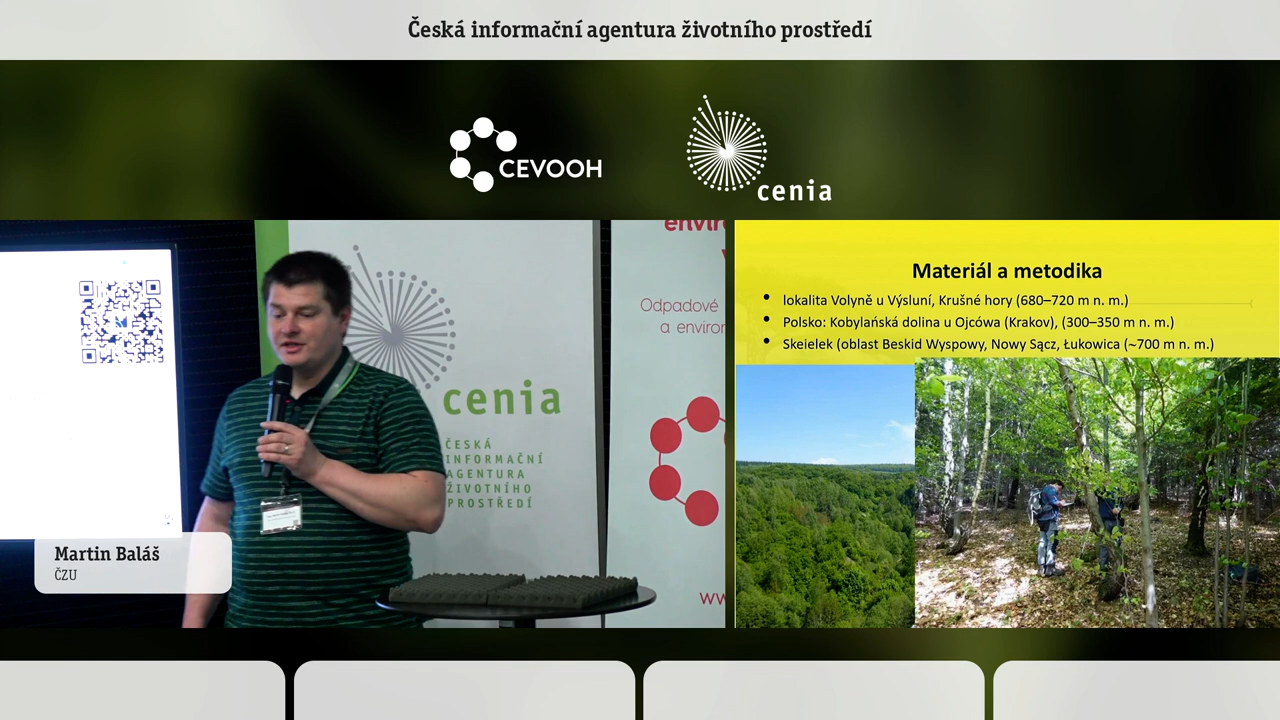 Česká informační agentura životního prostředí
CEVOOH
cenia
cenia
ČESKÁ
INFORMAČNÍ
AGENTURA
ŽIVOTNÍHO
PROSTŘEDÍ
Odpadové
a environ
Martin Baláš
ČZU
Materiál a metodika
• lokalita Volyně u Výsluní, Krušné hory (680–720 m n. m.)
• Polsko: Kobylańská dolina u Ojcówa (Krakov), (300–350 m n. m.)
• Skeielek (oblast Beskid Wyspowy, Nowy Sącz, Łukowica (~700 m n. m.)